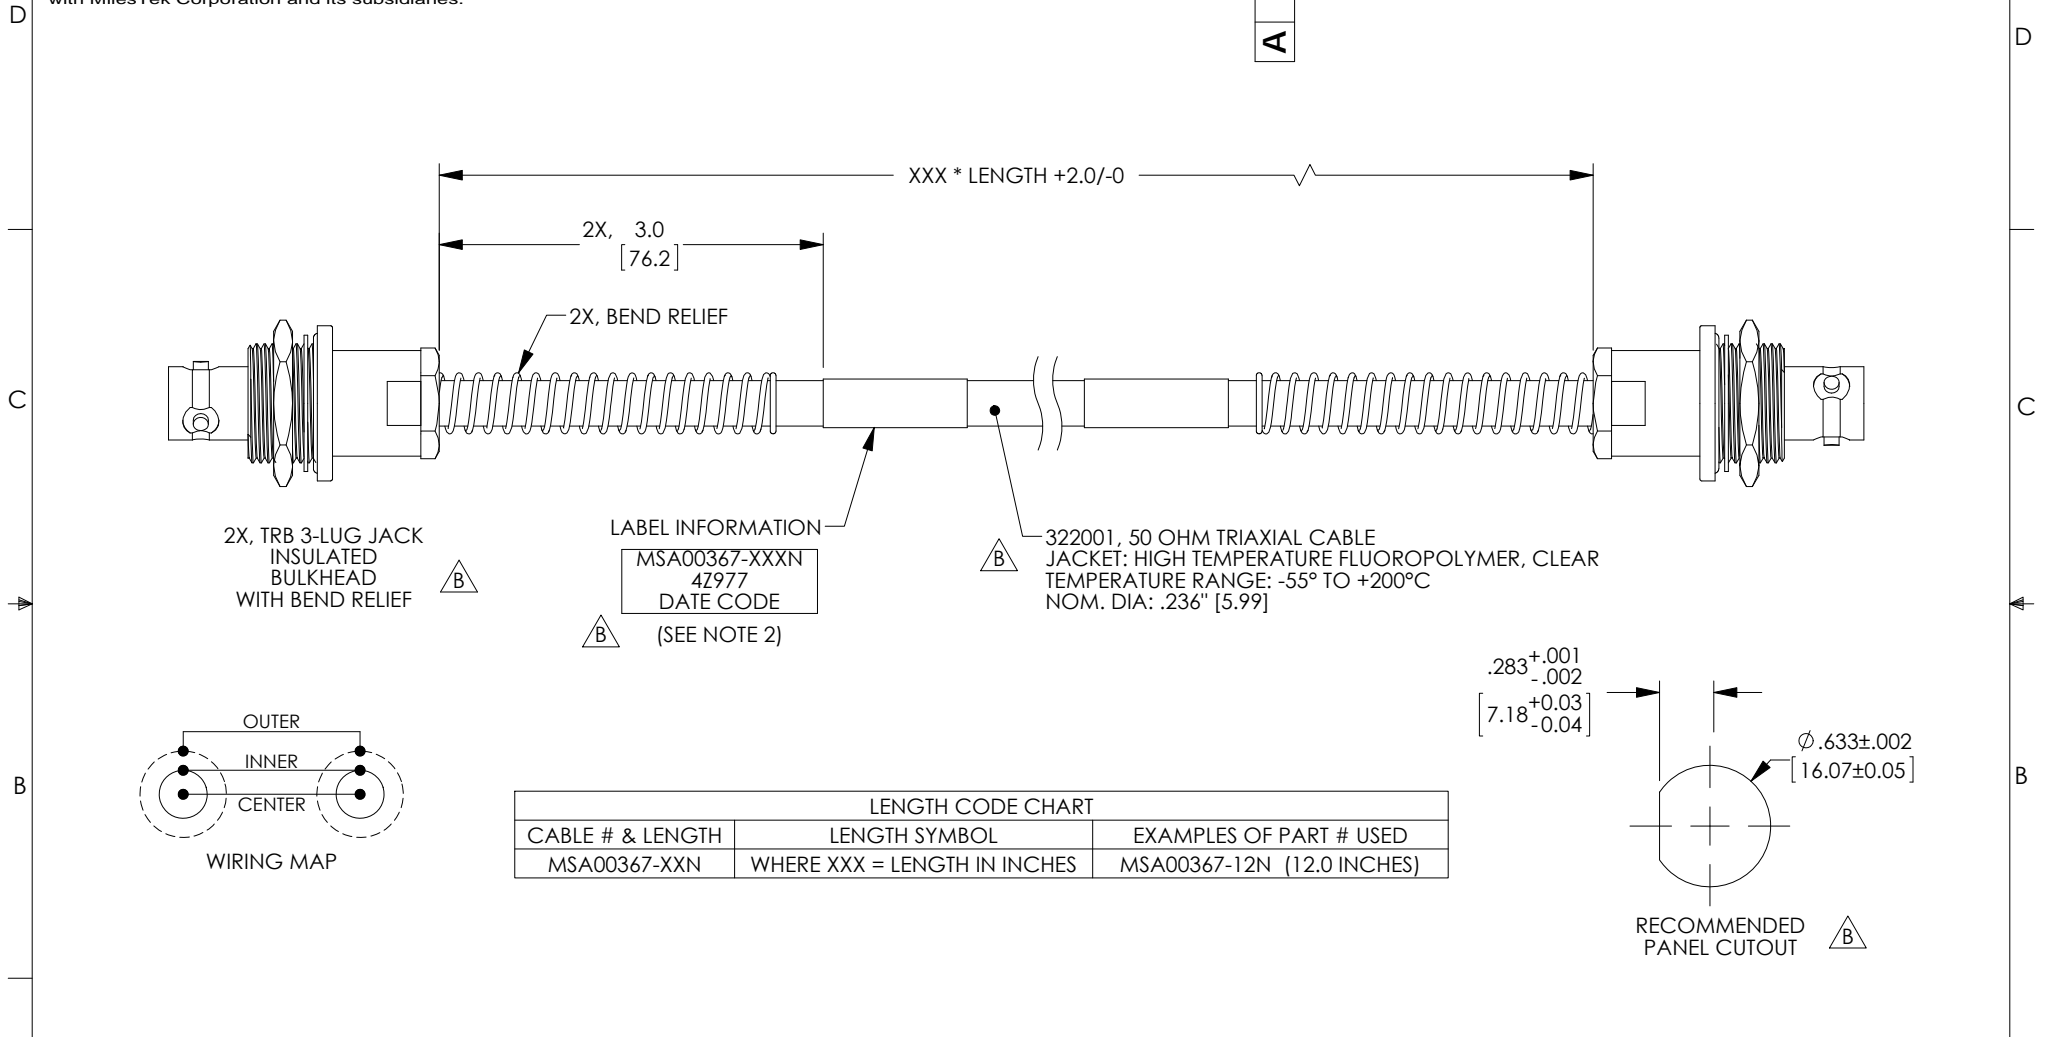 with MilesTek Corporation and its subsidiaries.
D
D
A
XXX * LENGTH +2.0/-0
2X, 3.0
[76.2]
2X, BEND RELIEF
C
C
2X, TRB 3-LUG JACK
INSULATED
BULKHEAD
WITH BEND RELIEF
B
LABEL INFORMATION
MSA00367-XXXN
4Z977
DATE CODE
(SEE NOTE 2)
B
B
322001, 50 OHM TRIAXIAL CABLE
JACKET: HIGH TEMPERATURE FLUOROPOLYMER, CLEAR
TEMPERATURE RANGE: -55° TO +200°C
NOM. DIA: .236" [5.99]
.283 +.001
-.002
[7.18 +0.03
-0.04]
Ø.633±.002
[16.07±0.05]
B
B
OUTER
INNER
CENTER
WIRING MAP
LENGTH CODE CHART
CABLE # & LENGTH LENGTH SYMBOL EXAMPLES OF PART # USED
MSA00367-XXN WHERE XXX = LENGTH IN INCHES MSA00367-12N (12.0 INCHES)
RECOMMENDED
PANEL CUTOUT
B